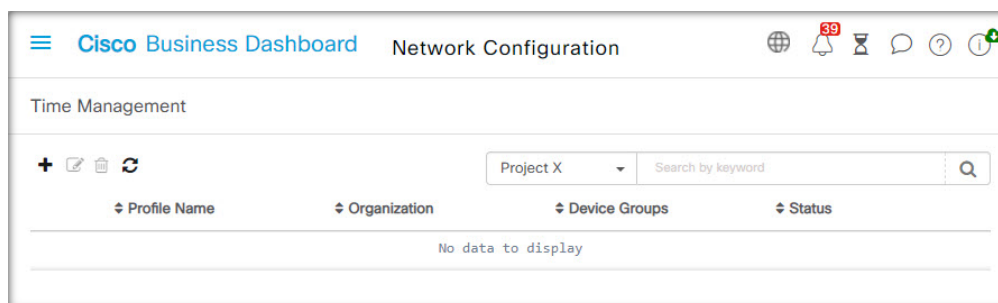 Cisco Business Dashboard Network Configuration 39
Time Management
Project X Search by keyword
Profile Name Organization Device Groups Status
No data to display